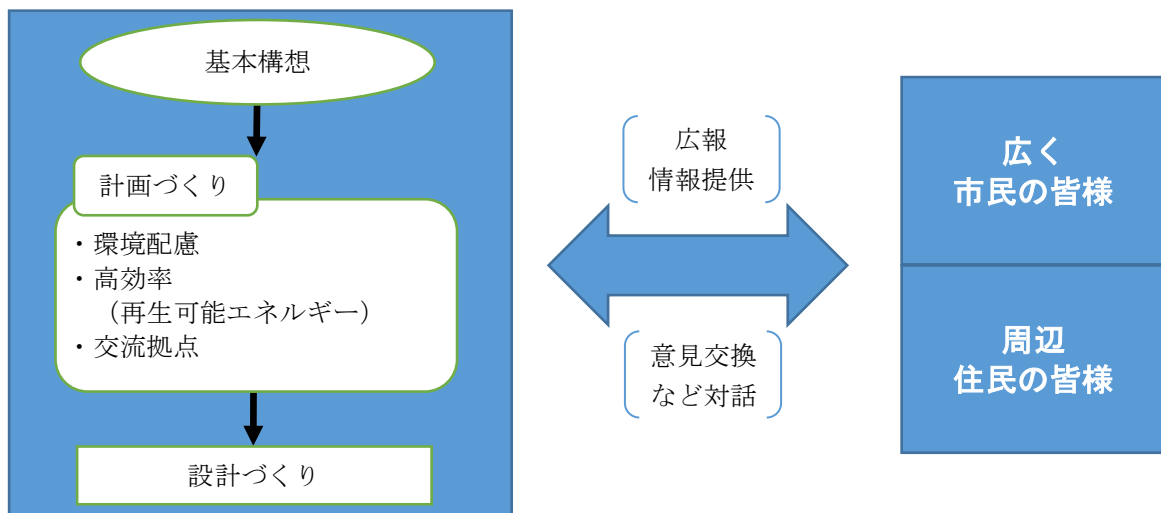 基本構想
計画づくり
・環境配慮
・高効率
（再生可能エネルギー）
・交流拠点
設計づくり
広報
情報提供
意見交換
など対話
広く
市民の皆様
周辺
住民の皆様